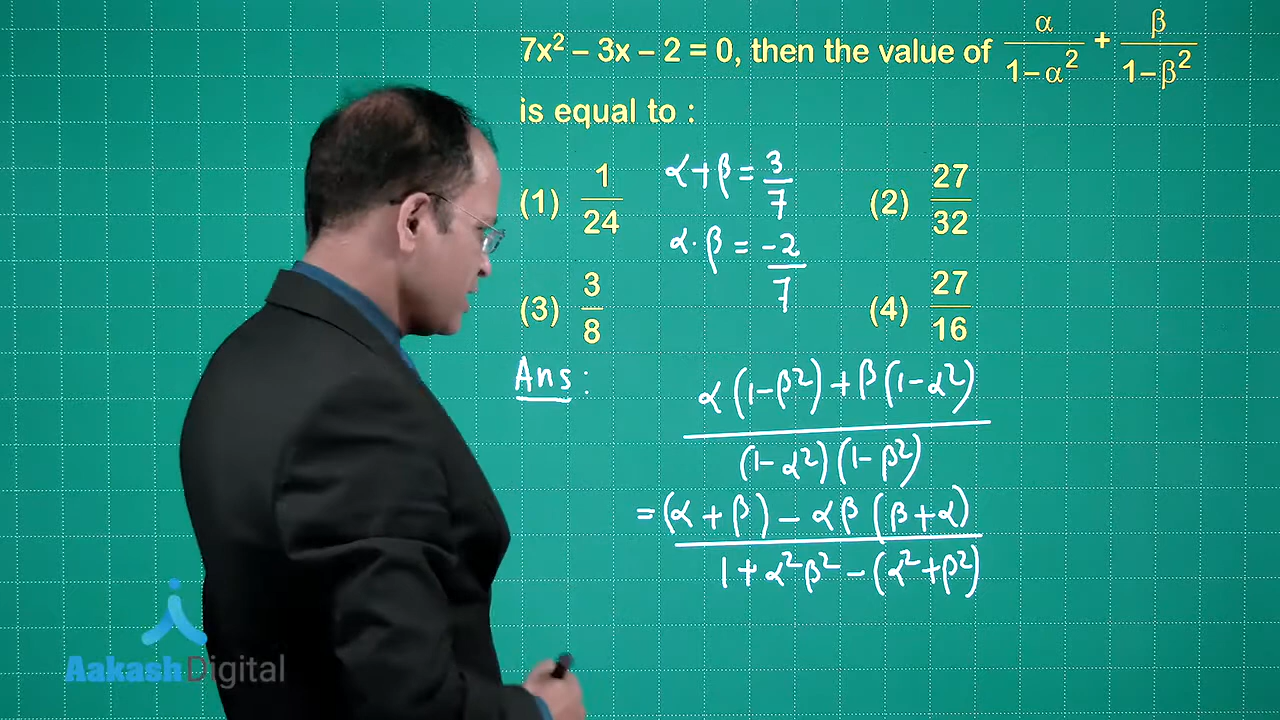 7x² – 3x – 2 = 0, then the value of α/(1–α²) + β/(1–β²)
is equal to :
(1) 1/24
α+β = 3/7
(2) 27/32
α·β = -2/7
(3) 3/8
(4) 27/16
Ans :
α(1-β²)+β(1-α²)
(1-α²)(1-β²)
=(α+β) – αβ(β+α)
1+α²β² – (α²+β²)
AakashDigital